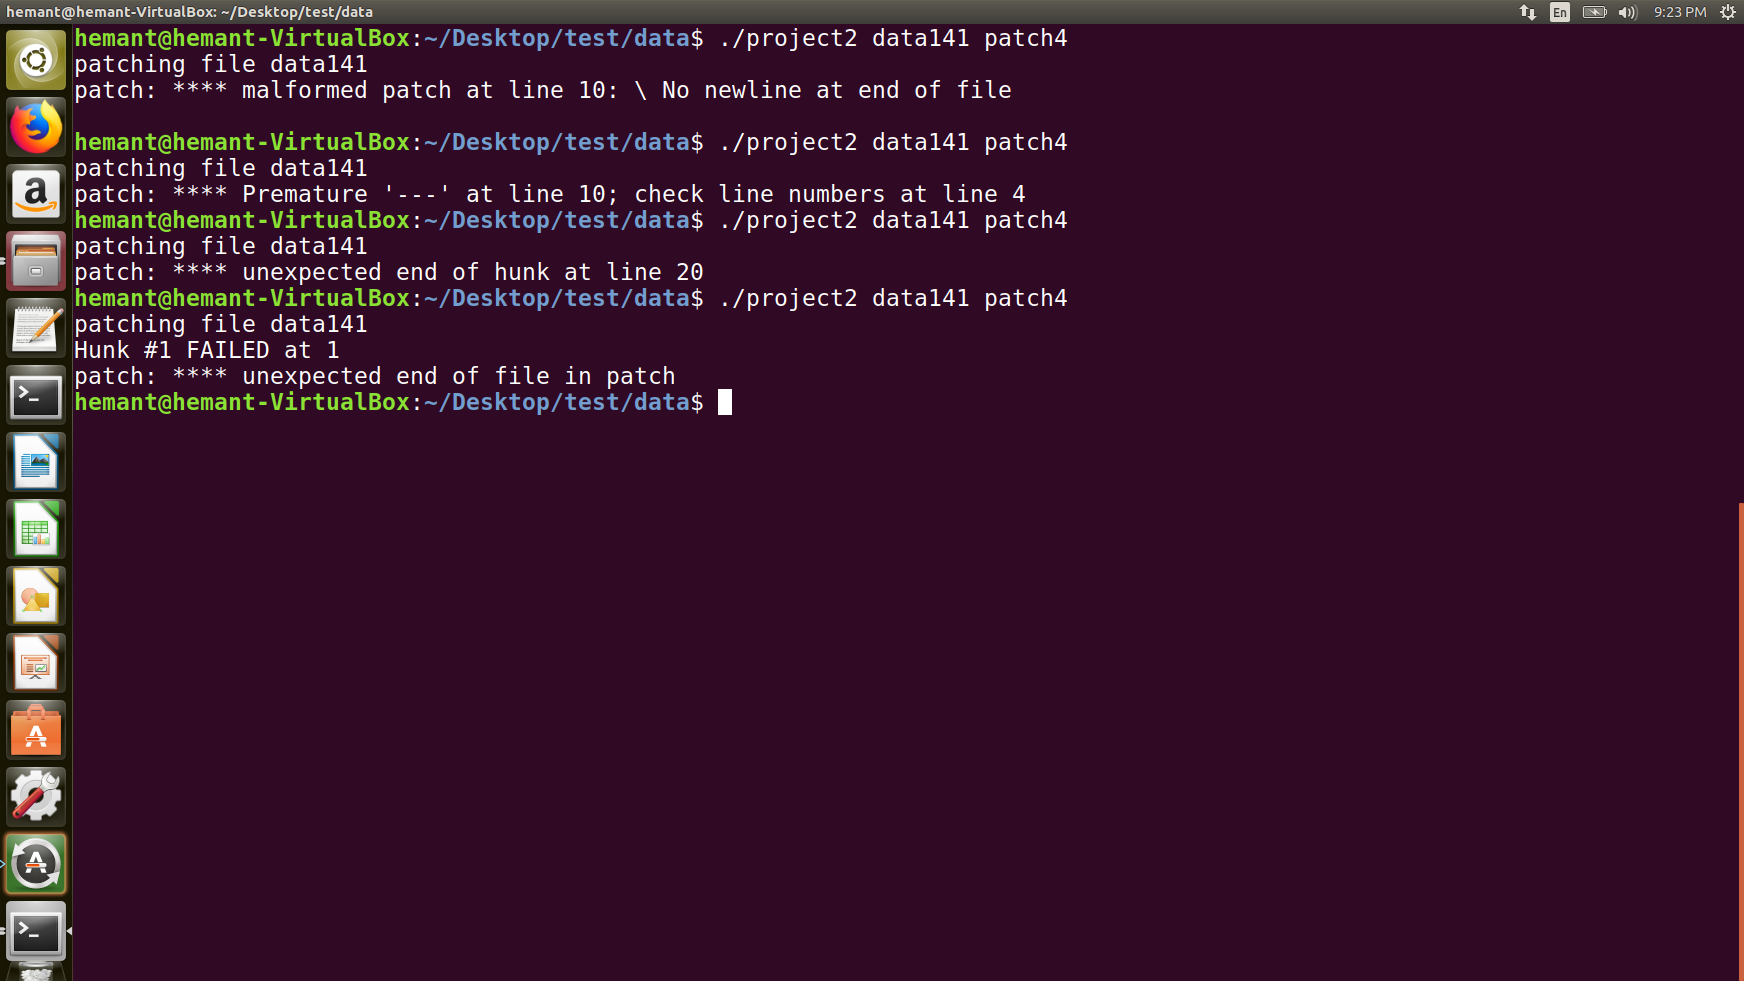 hemant@hemant-VirtualBox: ~/Desktop/test/data
En
9:23 PM
hemant@hemant-VirtualBox:~/Desktop/test/data$ ./project2 data141 patch4
patching file data141
patch: **** malformed patch at line 10: \ No newline at end of file
hemant@hemant-VirtualBox:~/Desktop/test/data$ ./project2 data141 patch4
patching file data141
patch: **** Premature '---' at line 10; check line numbers at line 4
hemant@hemant-VirtualBox:~/Desktop/test/data$ ./project2 data141 patch4
patching file data141
patch: **** unexpected end of hunk at line 20
hemant@hemant-VirtualBox:~/Desktop/test/data$ ./project2 data141 patch4
patching file data141
Hunk #1 FAILED at 1
patch: **** unexpected end of file in patch
hemant@hemant-VirtualBox:~/Desktop/test/data$